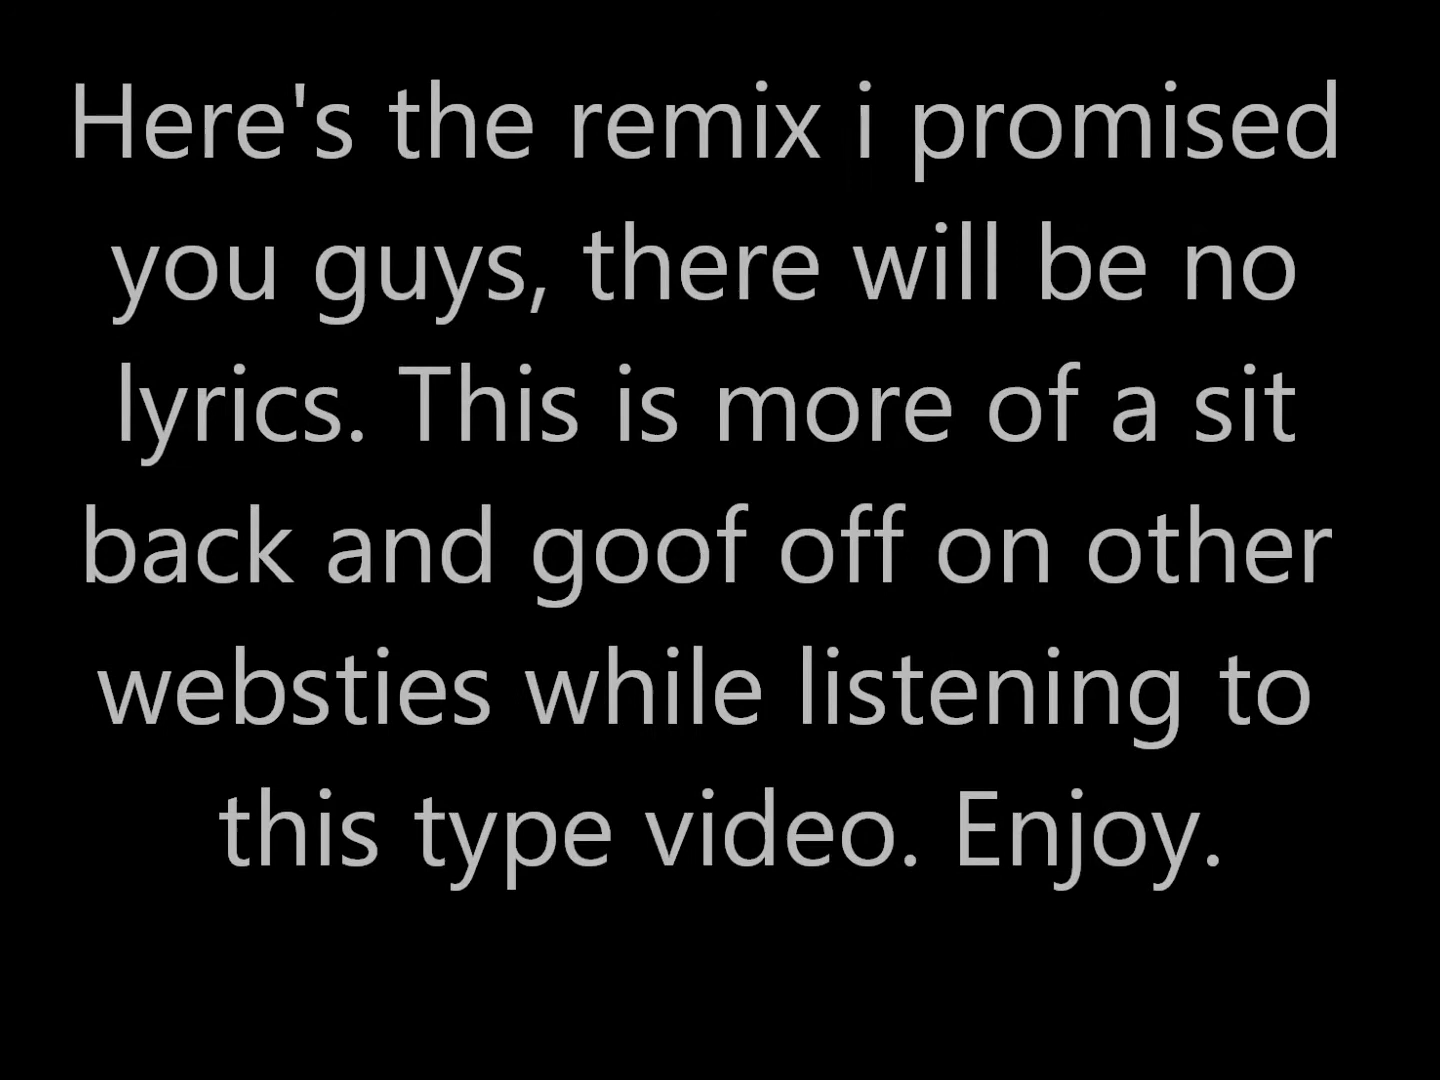 Here's the remix i promised
you guys, there will be no
lyrics. This is more of a sit
back and goof off on other
websties while listening to
this type video. Enjoy.